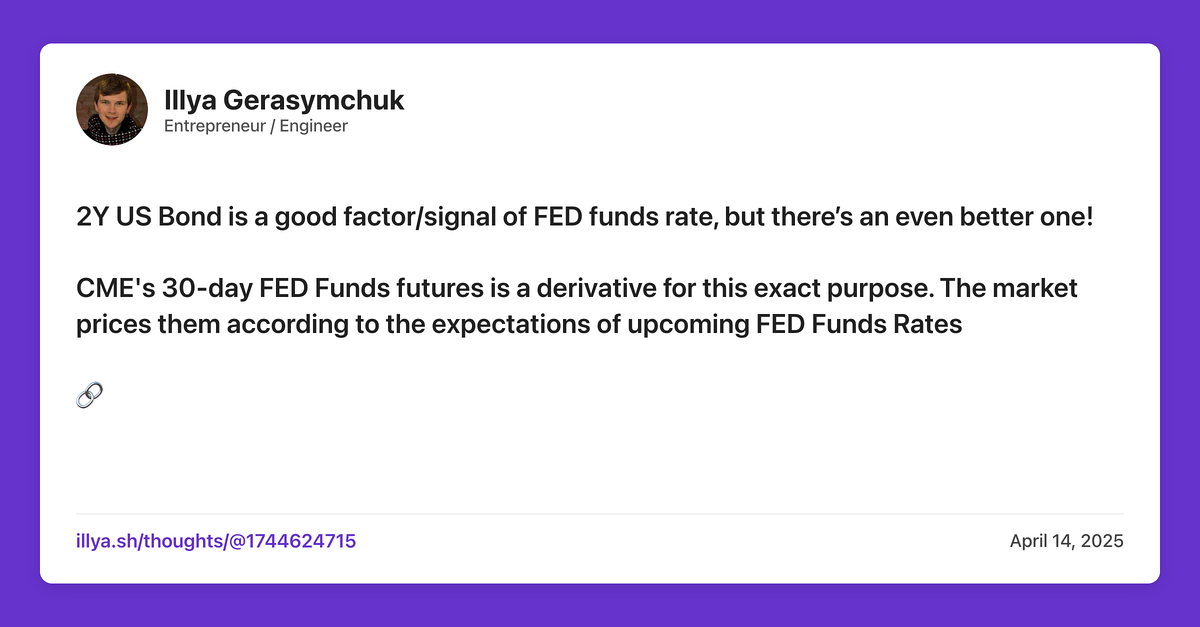 Illya Gerasymchuk
Entrepreneur / Engineer
2Y US Bond is a good factor/signal of FED funds rate, but there’s an even better one!
CME's 30-day FED Funds futures is a derivative for this exact purpose. The market
prices them according to the expectations of upcoming FED Funds Rates
🔗
illya.sh/thoughts/@1744624715
April 14, 2025